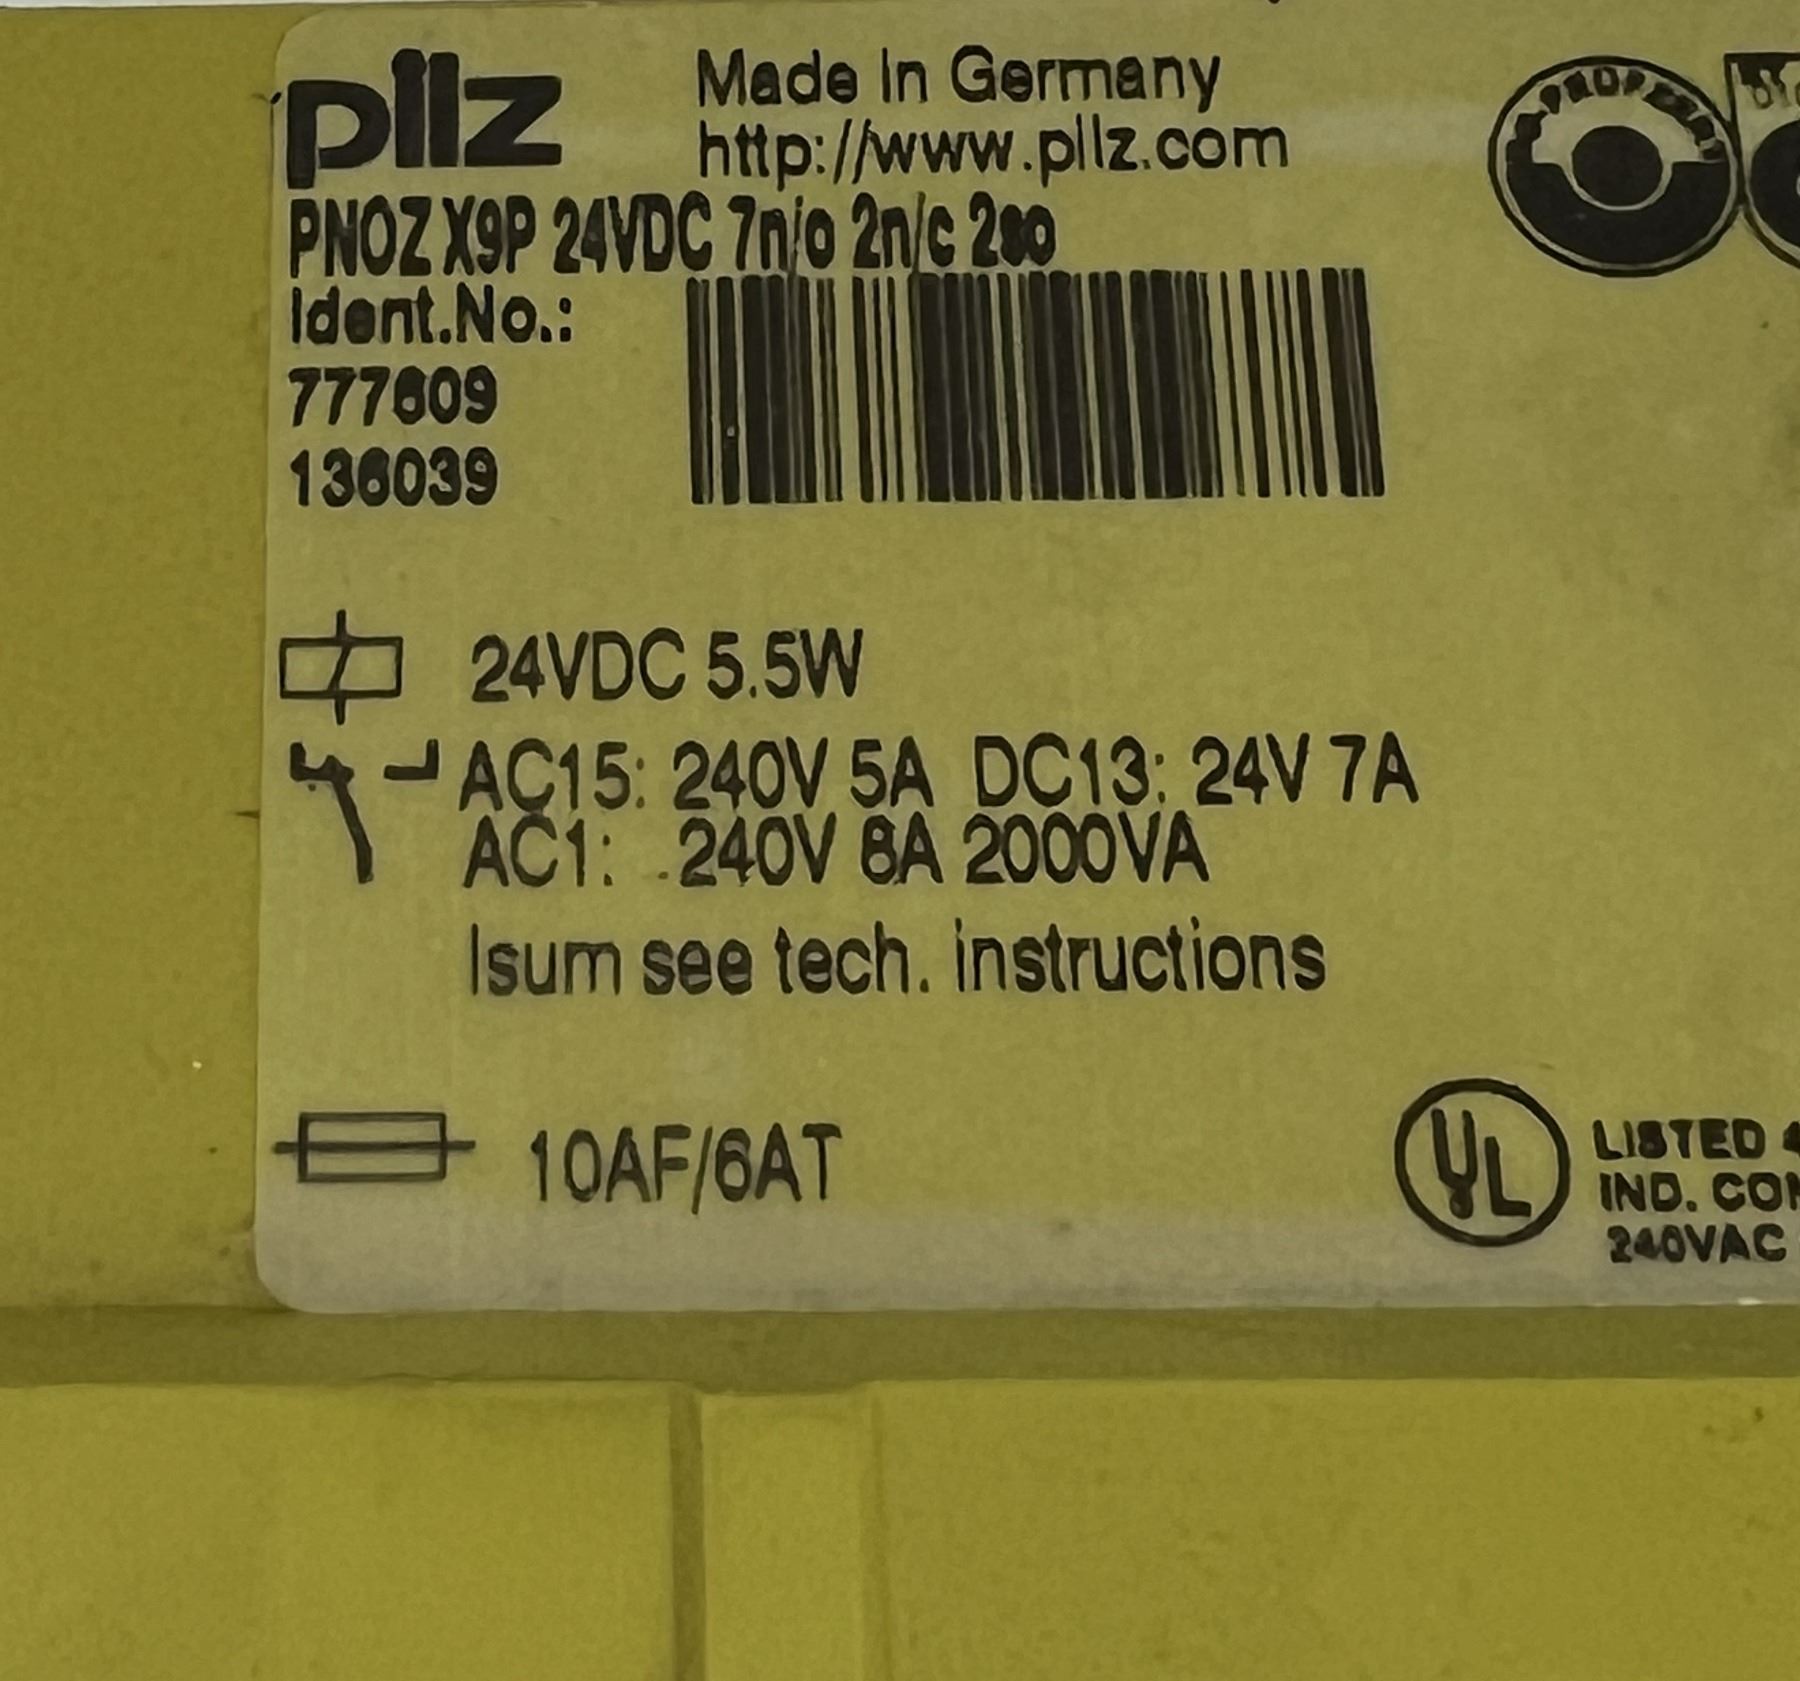 pilz
Made in Germany
http://www.pilz.com
PNOZ X9P 24VDC 7n/o 2n/c 2so
Ident.No.:
777609
136039
24VDC 5.5W
AC15: 240V 5A DC13: 24V 7A
AC1: 240V 8A 2000VA
Isum see tech. instructions
10AF/6AT
UL
LISTED 4
IND. CON
240VAC